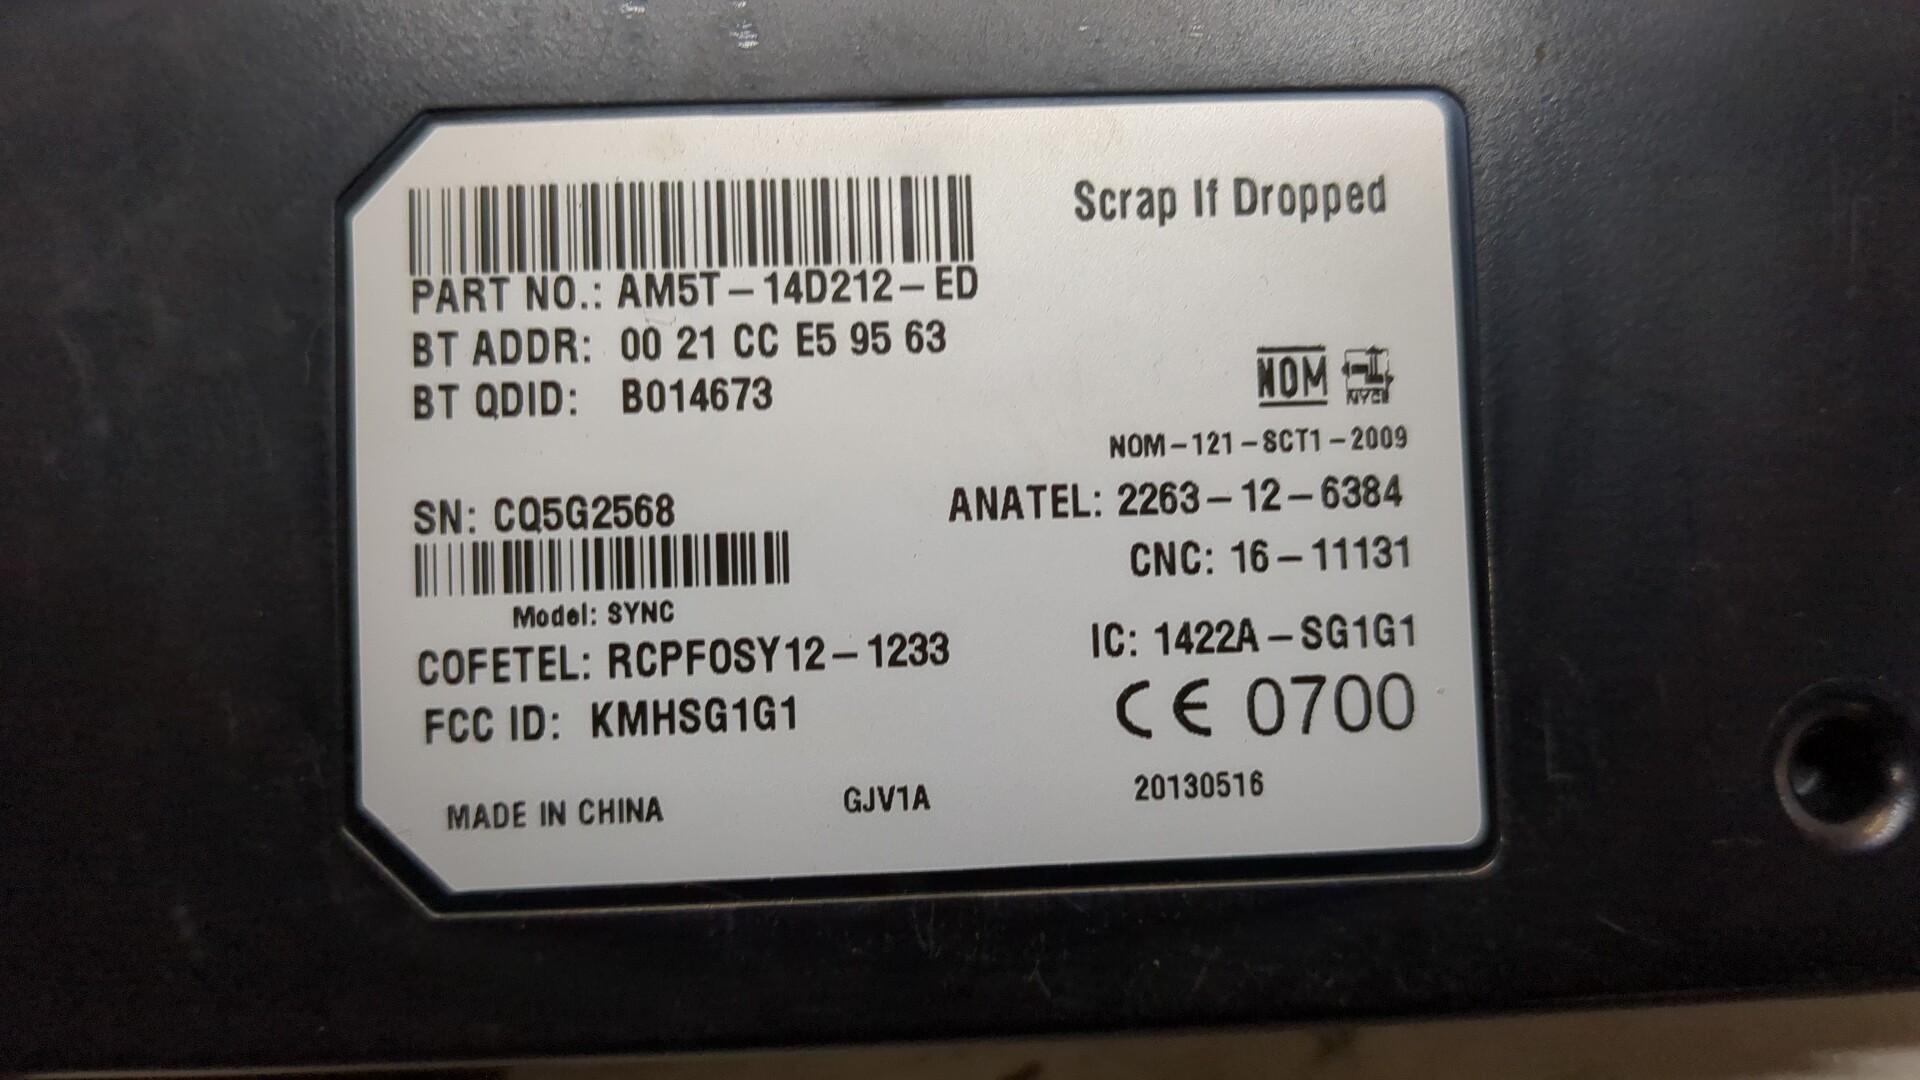 Scrap If Dropped
PART NO.: AM5T-14D212-ED
BT ADDR: 00 21 CC E5 95 63
BT QDID: B014673
NOM NYCE
NOM-121-SCT1-2009
SN: CQ5G2568
ANATEL: 2263-12-6384
CNC: 16-11131
Model: SYNC
COFETEL: RCPFOSY12-1233
IC: 1422A-SG1G1
FCC ID: KMHSG1G1
CE 0700
MADE IN CHINA
GJV1A
20130516